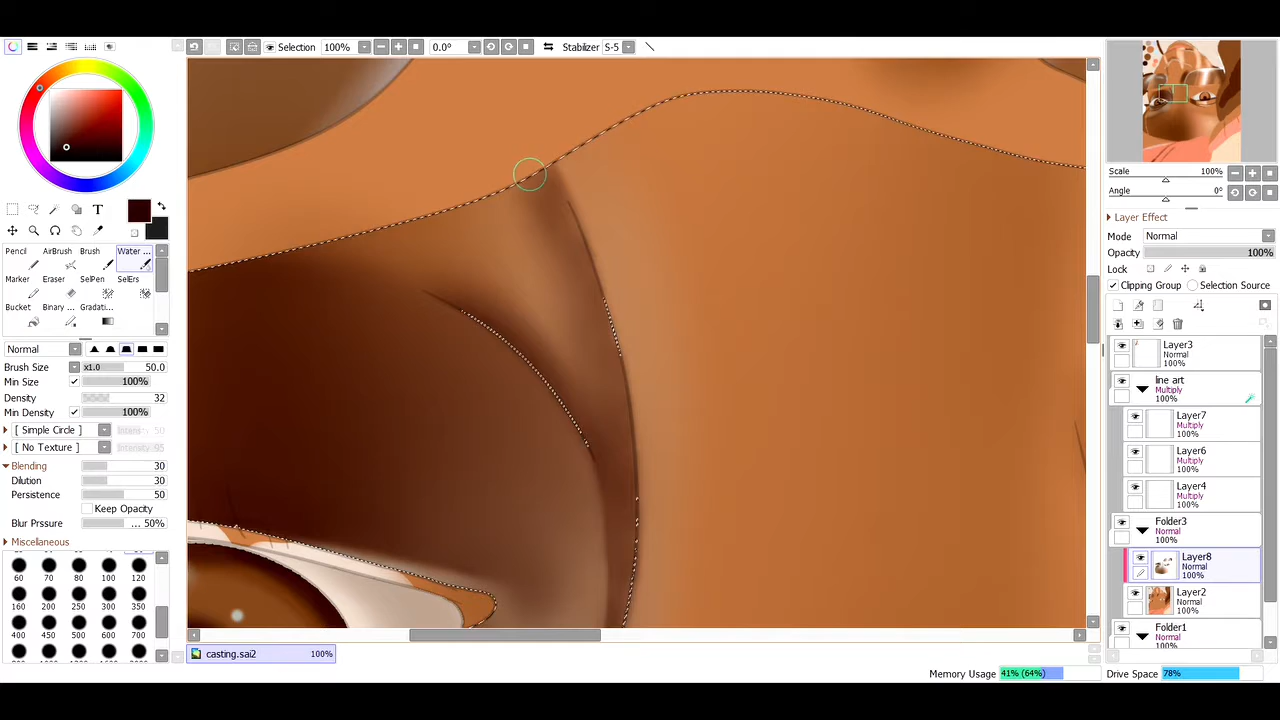 Selection 100% 0.0° Stabilizer S-5
T
Pencil AirBrush Brush Water ...
Marker Eraser SelPen SelErs
Bucket Binary ... Gradati...
Normal
Brush Size x1.0 50.0
Min Size 100%
Density 32
Min Density 100%
[ Simple Circle ] 50
[ No Texture ] Intensity 95
Blending 30
Dilution 30
Persistence 50
Keep Opacity
Blur Prssure ... 50%
Miscellaneous
60 70 80 100 120
160 200 250 300 350
400 450 500 600 700
casting.sai2 100%
Memory Usage 41% (64%) Drive Space 78%
Scale 100%
Angle 0°
Layer Effect
Mode Normal
Opacity 100%
Lock
Clipping Group Selection Source
Layer3
Normal
100%
line art
Multiply
100%
Layer7
Multiply
100%
Layer6
Multiply
100%
Layer4
Multiply
100%
Folder3
Normal
100%
Layer8
Normal
100%
Layer2
Normal
100%
Folder1
Normal
100%